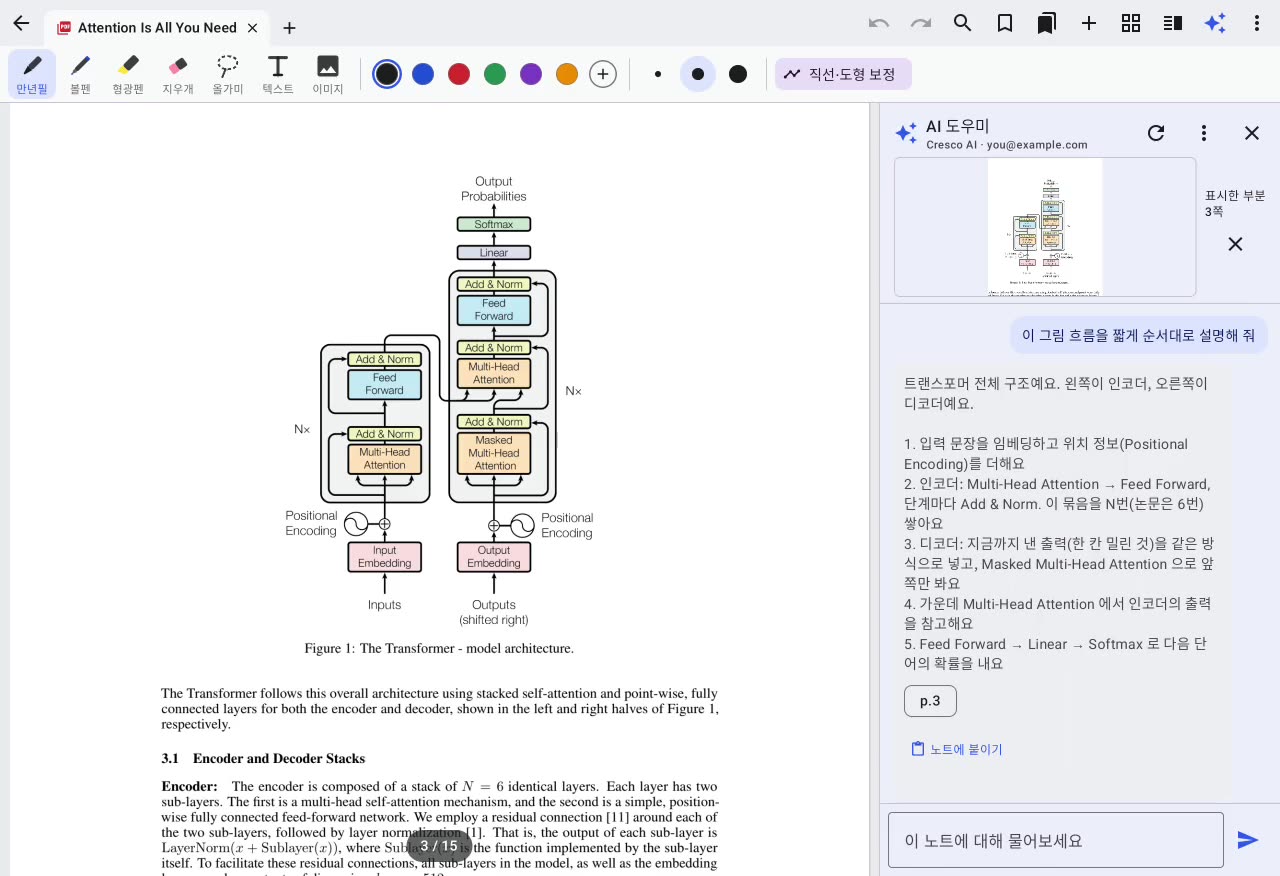 Attention Is All You Need
만년필
볼펜
형광펜
지우개
올가미
텍스트
이미지
직선·도형 보정
Output
Probabilities
Softmax
Linear
Add & Norm
Feed
Forward
Add & Norm
Multi-Head
Attention
Nx
Add & Norm
Masked
Multi-Head
Attention
Add & Norm
Feed
Forward
Nx
Add & Norm
Multi-Head
Attention
Positional
Encoding
Positional
Encoding
Input
Embedding
Output
Embedding
Inputs
Outputs
(shifted right)
Figure 1: The Transformer - model architecture.
The Transformer follows this overall architecture using stacked self-attention and point-wise, fully
connected layers for both the encoder and decoder, shown in the left and right halves of Figure 1,
respectively.
3.1 Encoder and Decoder Stacks
Encoder: The encoder is composed of a stack of N = 6 identical layers. Each layer has two
sub-layers. The first is a multi-head self-attention mechanism, and the second is a simple, position-
wise fully connected feed-forward network. We employ a residual connection [11] around each of
the two sub-layers, followed by layer normalization [1]. That is, the output of each sub-layer is
LayerNorm(x + Sublayer(x)), where is the function implemented by the sub-layer
itself. To facilitate these residual connections, all sub-layers in the model, as well as the embedding
3 / 15
AI 도우미
Cresco AI · you@example.com
표시한 부분
3쪽
이 그림 흐름을 짧게 순서대로 설명해 줘
트랜스포머 전체 구조예요. 왼쪽이 인코더, 오른쪽이
디코더예요.
1. 입력 문장을 임베딩하고 위치 정보(Positional
Encoding)를 더해요
2. 인코더: Multi-Head Attention → Feed Forward,
단계마다 Add & Norm. 이 묶음을 N번(논문은 6번)
쌓아요
3. 디코더: 지금까지 낸 출력(한 칸 밀린 것)을 같은 방
식으로 넣고, Masked Multi-Head Attention 으로 앞
쪽만 봐요
4. 가운데 Multi-Head Attention 에서 인코더의 출력
을 참고해요
5. Feed Forward → Linear → Softmax 로 다음 단
어의 확률을 내요
p.3
노트에 붙이기
이 노트에 대해 물어보세요